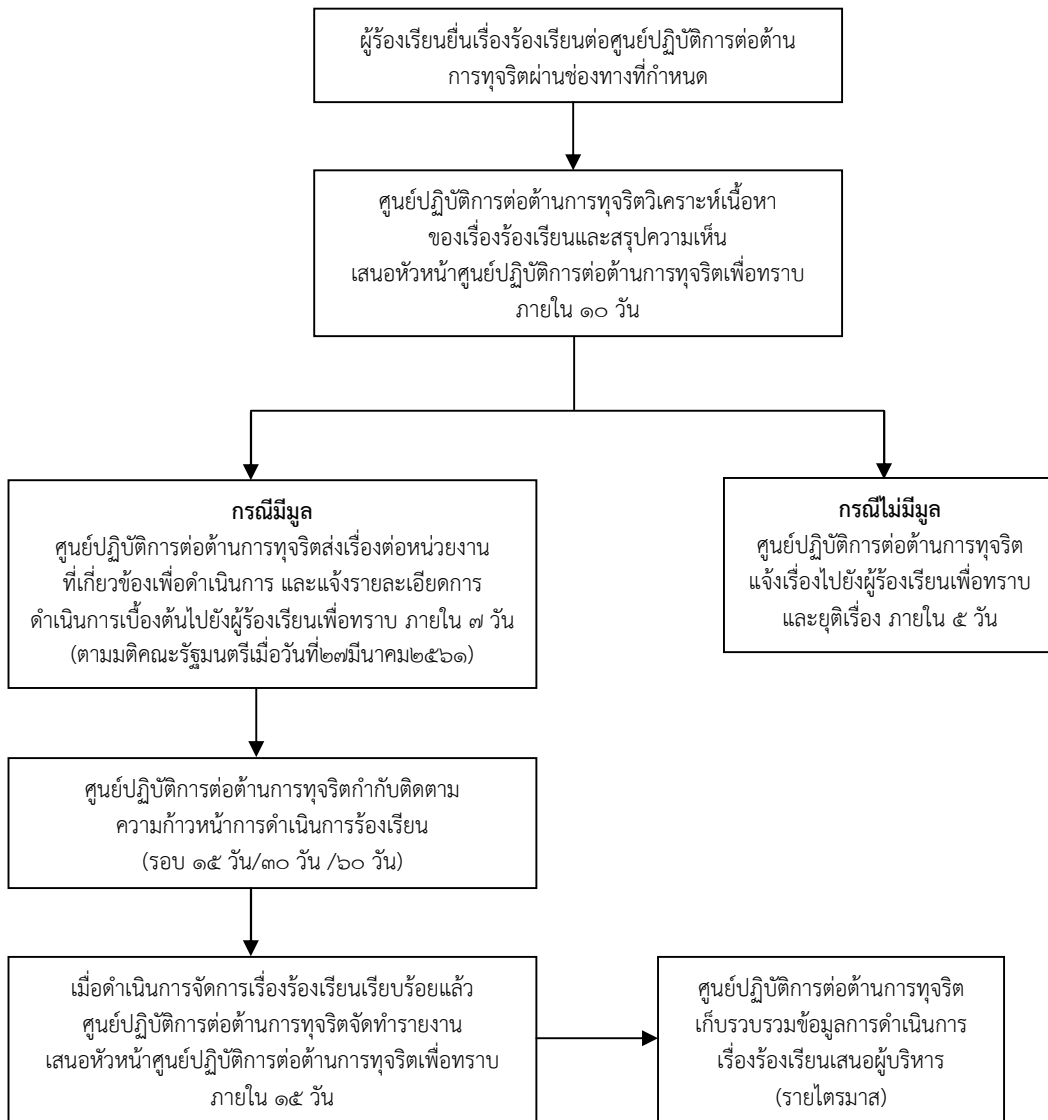 ผู้ร้องเรียนยื่นเรื่องร้องเรียนต่อศูนย์ปฏิบัติการต่อต้าน
การทุจริตผ่านช่องทางที่กำหนด
ศูนย์ปฏิบัติการต่อต้านการทุจริตวิเคราะห์เนื้อหา
ของเรื่องร้องเรียนและสรุปความเห็น
เสนอหัวหน้าศูนย์ปฏิบัติการต่อต้านการทุจริตเพื่อทราบ
ภายใน ๑๐ วัน
กรณีมีมูล
ศูนย์ปฏิบัติการต่อต้านการทุจริตส่งเรื่องต่อหน่วยงาน
ที่เกี่ยวข้องเพื่อดำเนินการ และแจ้งรายละเอียดการ
ดำเนินการเบื้องต้นไปยังผู้ร้องเรียนเพื่อทราบ ภายใน ๗ วัน
(ตามมติคณะรัฐมนตรีเมื่อวันที่๒๗มีนาคม๒๕๖๑)
กรณีไม่มีมูล
ศูนย์ปฏิบัติการต่อต้านการทุจริต
แจ้งเรื่องไปยังผู้ร้องเรียนเพื่อทราบ
และยุติเรื่อง ภายใน ๕ วัน
ศูนย์ปฏิบัติการต่อต้านการทุจริตกำกับติดตาม
ความก้าวหน้าการดำเนินการร้องเรียน
(รอบ ๑๕ วัน/๓๐ วัน /๖๐ วัน)
เมื่อดำเนินการจัดการเรื่องร้องเรียนเรียบร้อยแล้ว
ศูนย์ปฏิบัติการต่อต้านการทุจริตจัดทำรายงาน
เสนอหัวหน้าศูนย์ปฏิบัติการต่อต้านการทุจริตเพื่อทราบ
ภายใน ๑๕ วัน
ศูนย์ปฏิบัติการต่อต้านการทุจริต
เก็บรวบรวมข้อมูลการดำเนินการ
เรื่องร้องเรียนเสนอผู้บริหาร
(รายไตรมาส)